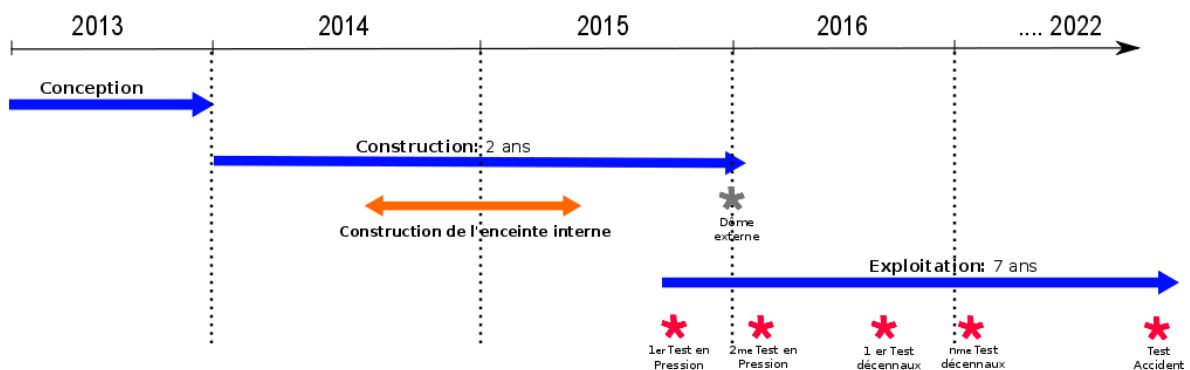 2013 2014 2015 2016 .... 2022
Conception
Construction: 2 ans
Construction de l'enceinte interne
Dôme
externe
Exploitation: 7 ans
1er Test en
Pression
2me Test en
Pression
1 er Test
décennaux
nme Test
décennaux
Test
Accident